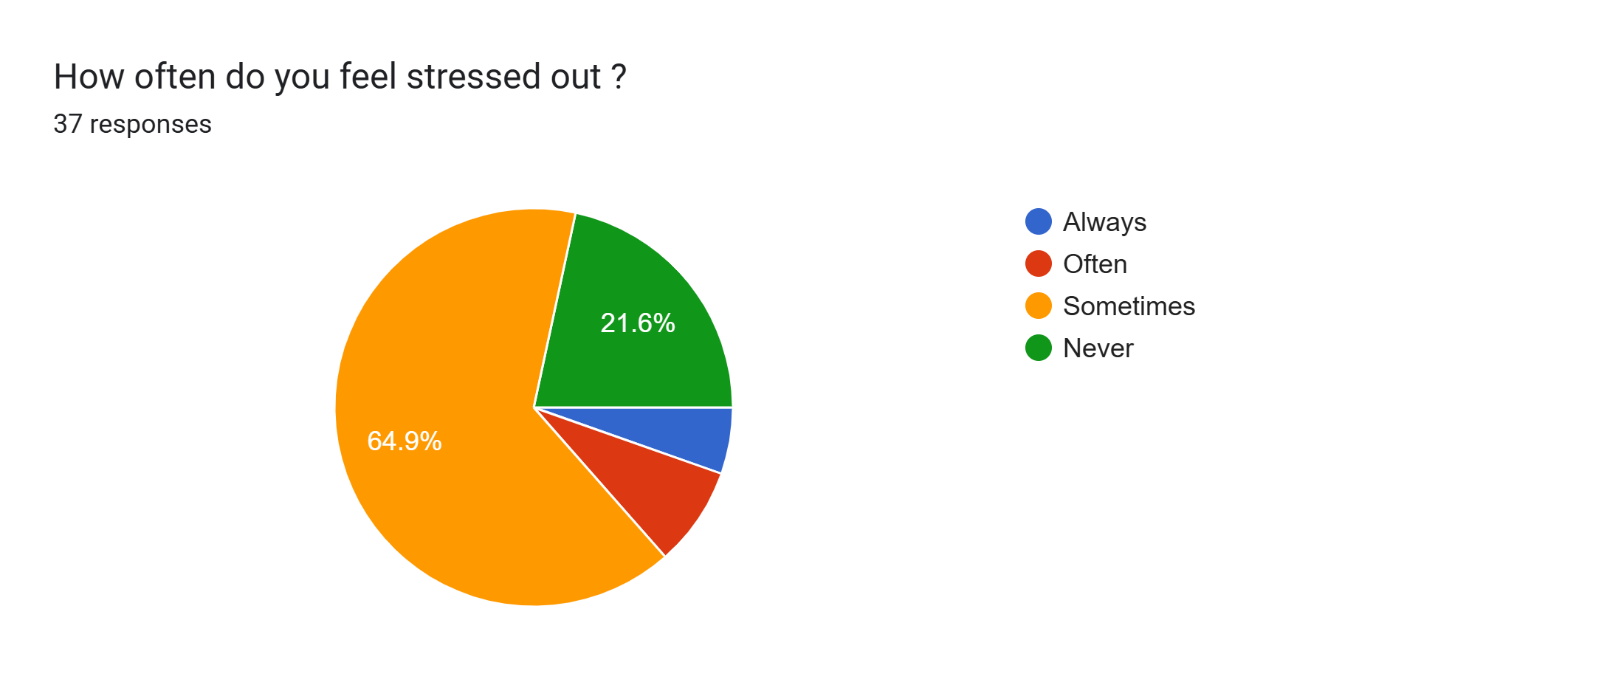 How often do you feel stressed out ?
37 responses
21.6%
64.9%
Always
Often
Sometimes
Never